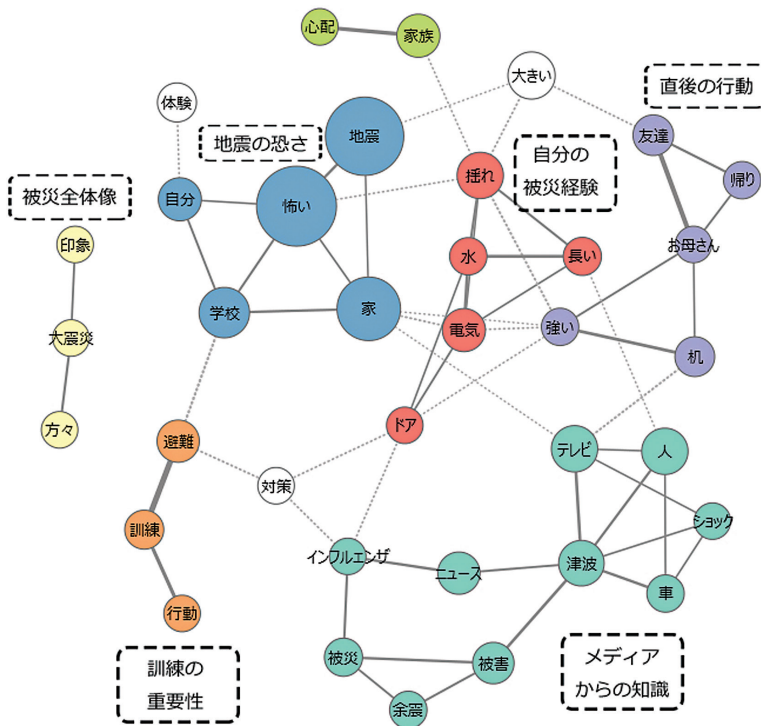 心配
家族
大きい
体験
直後の行動
地震の恐さ
地震
友達
自分の
被災経験
揺れ
帰り
被災全体像
自分
怖い
印象
お母さん
水
長い
学校
家
電気
強い
大震災
机
方々
ドア
避難
テレビ
人
対策
訓練
ショック
インフルエンザ
ニュース
津波
車
行動
訓練の
重要性
被災
被害
メディア
からの知識
余震